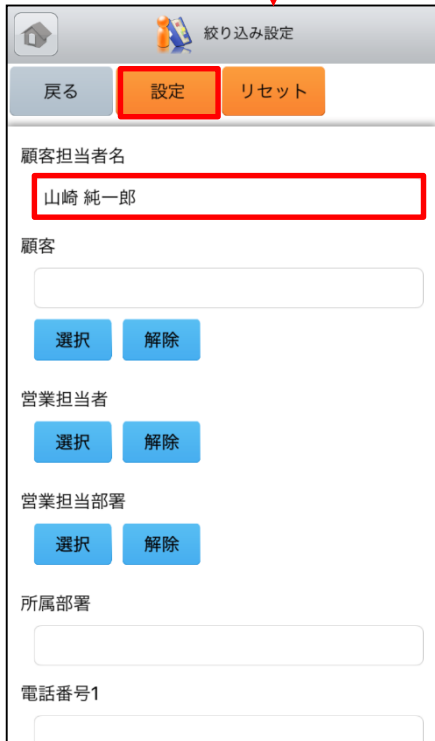 絞り込み設定
戻る 設定 リセット
顧客担当者名
山崎 純一郎
顧客
選択 解除
営業担当者
選択 解除
営業担当部署
選択 解除
所属部署
電話番号1